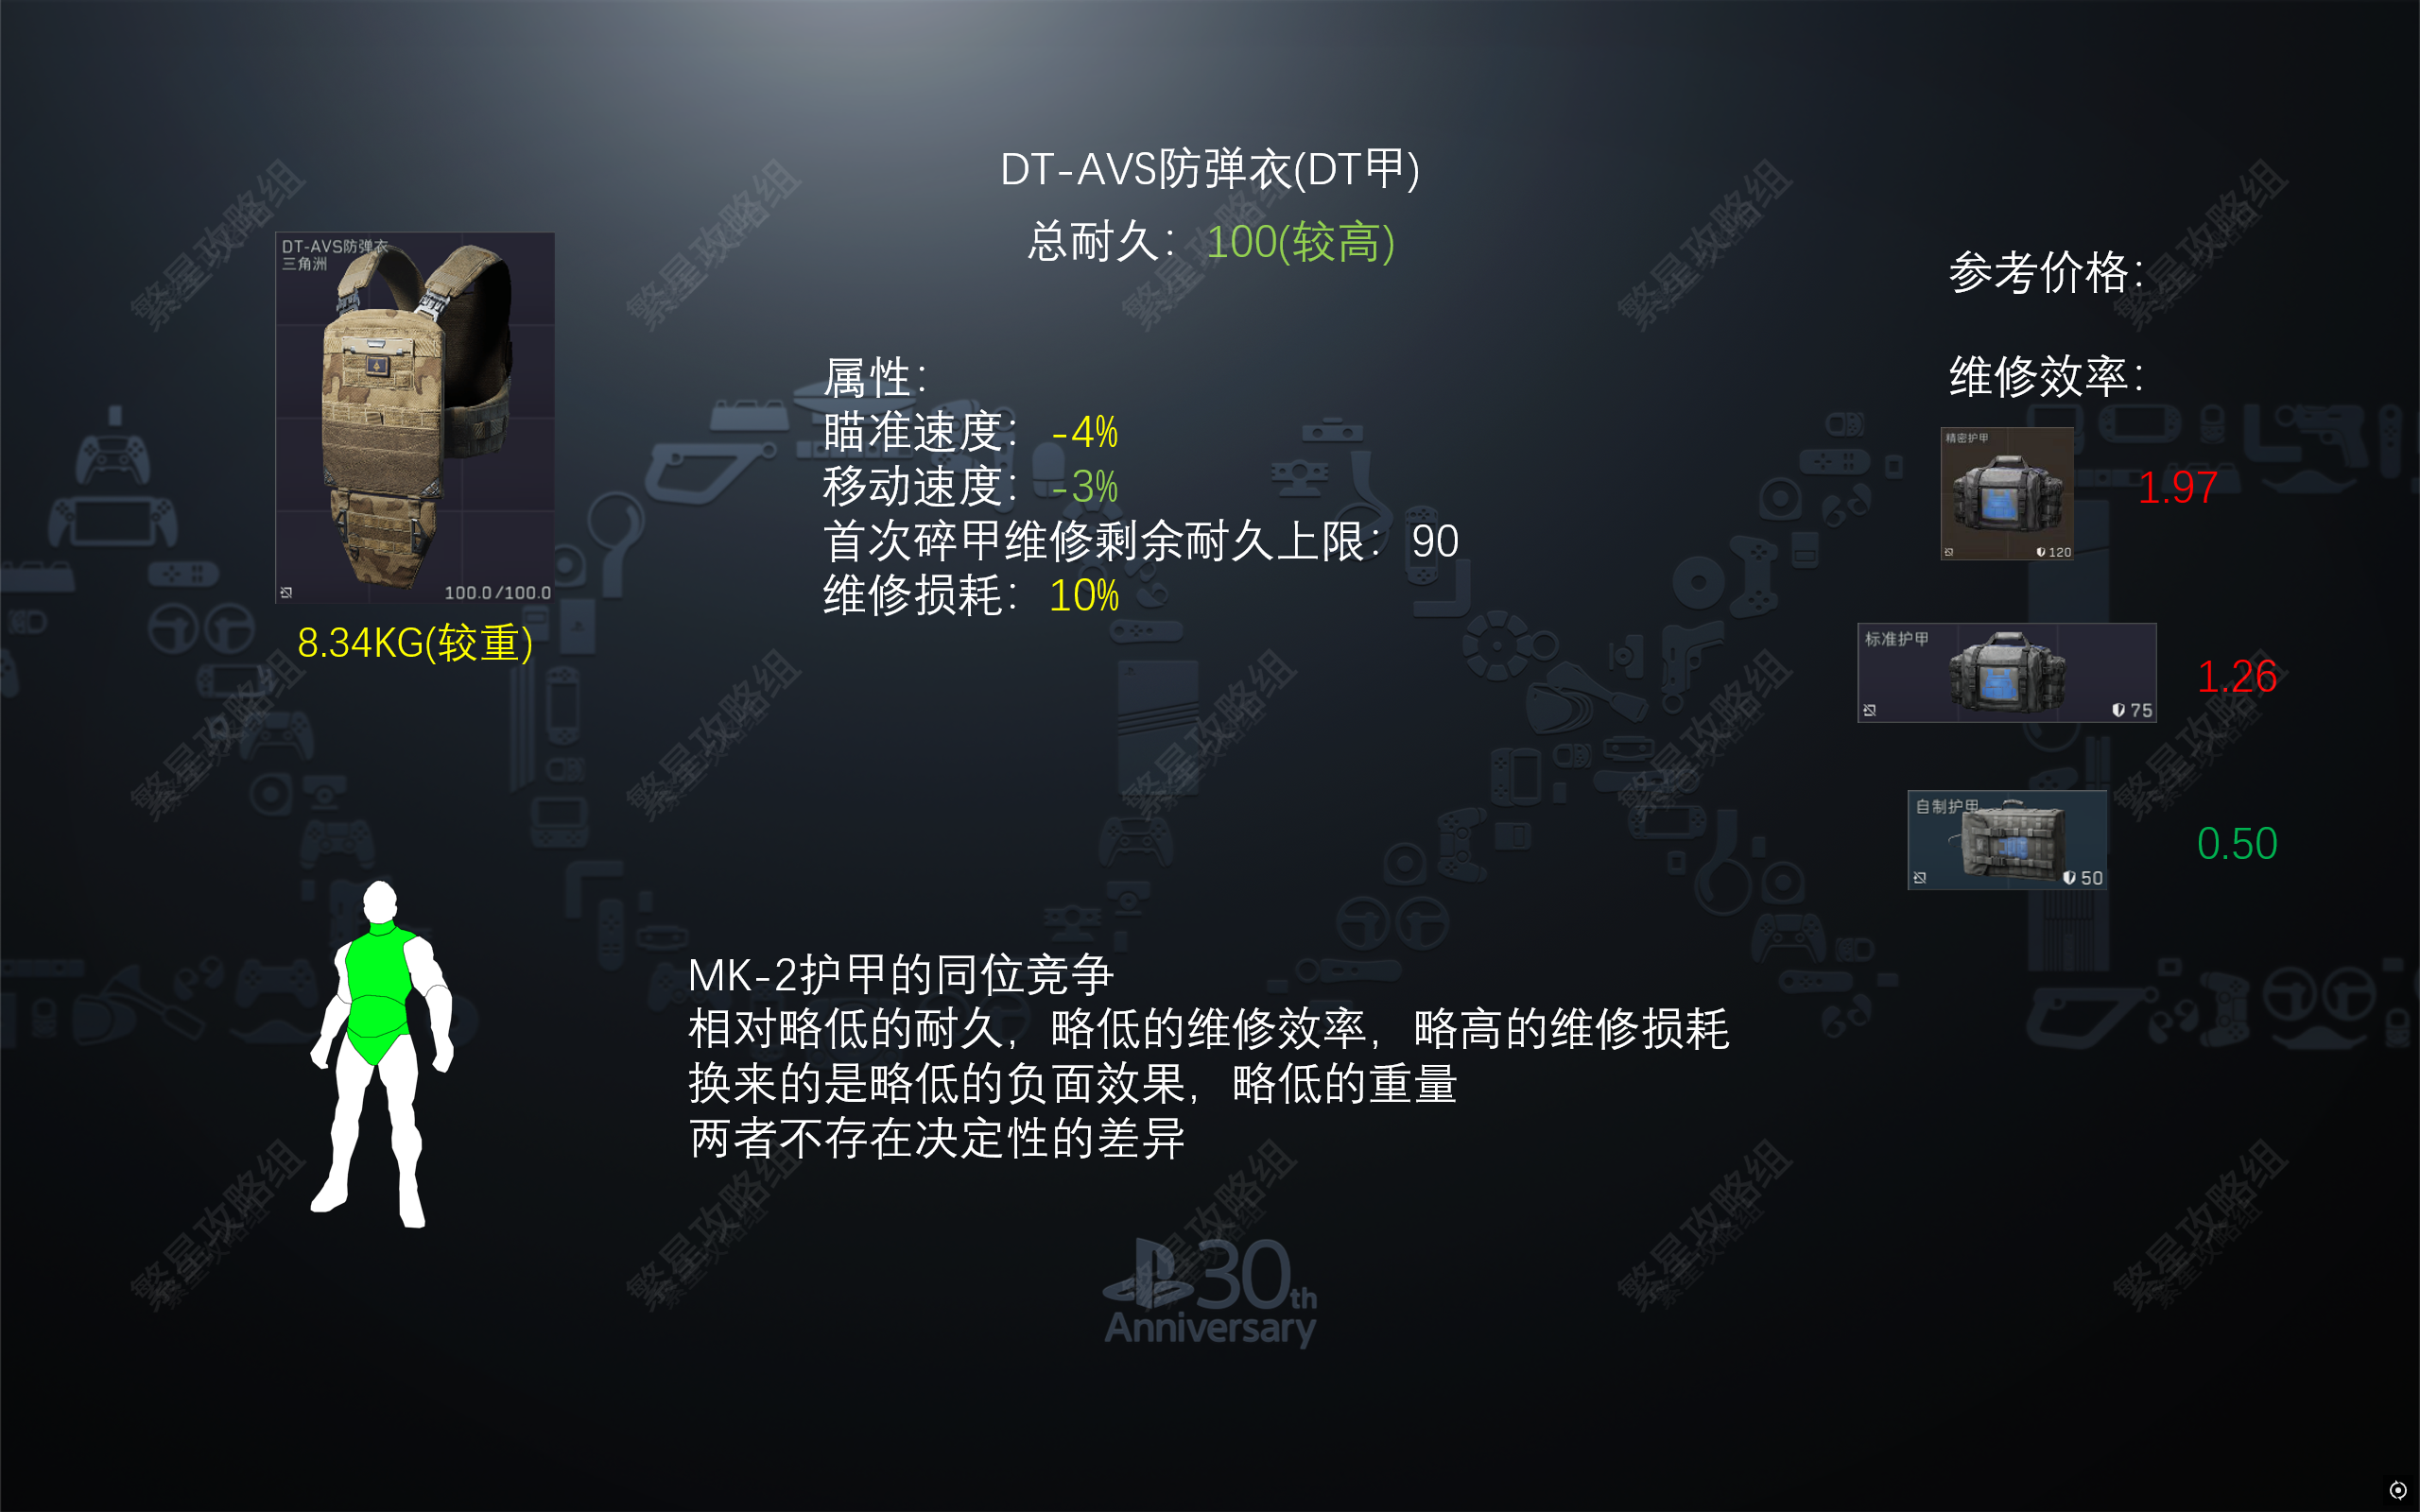 DT-AVS防弹衣(DT甲)
总耐久：100(较高)
DT-AVS防弹衣
三角洲
100.0/100.0
8.34KG(较重)
属性：
瞄准速度：-4%
移动速度：-3%
首次碎甲维修剩余耐久上限：90
维修损耗：10%
参考价格：
维修效率：
精密护甲
120
1.97
标准护甲
75
1.26
自制护甲
50
0.50
MK-2护甲的同位竞争
相对略低的耐久，略低的维修效率，略高的维修损耗
换来的是略低的负面效果，略低的重量
两者不存在决定性的差异
30th
Anniversary
繁星攻略组